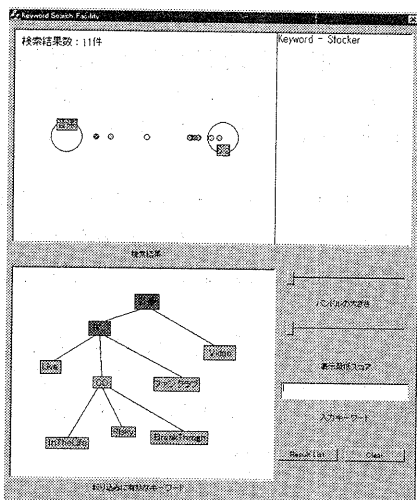 Keyword Search Facility
検索結果数：11件
Keyword - Stocker
検索結果
バンドルの大きさ
Live
CD
Video
ファンクラブ
表示最低スコア
InTheLife
Risky
BreakThrough
入力キーワード
Result List
Clear
絞り込みに有効なキーワード